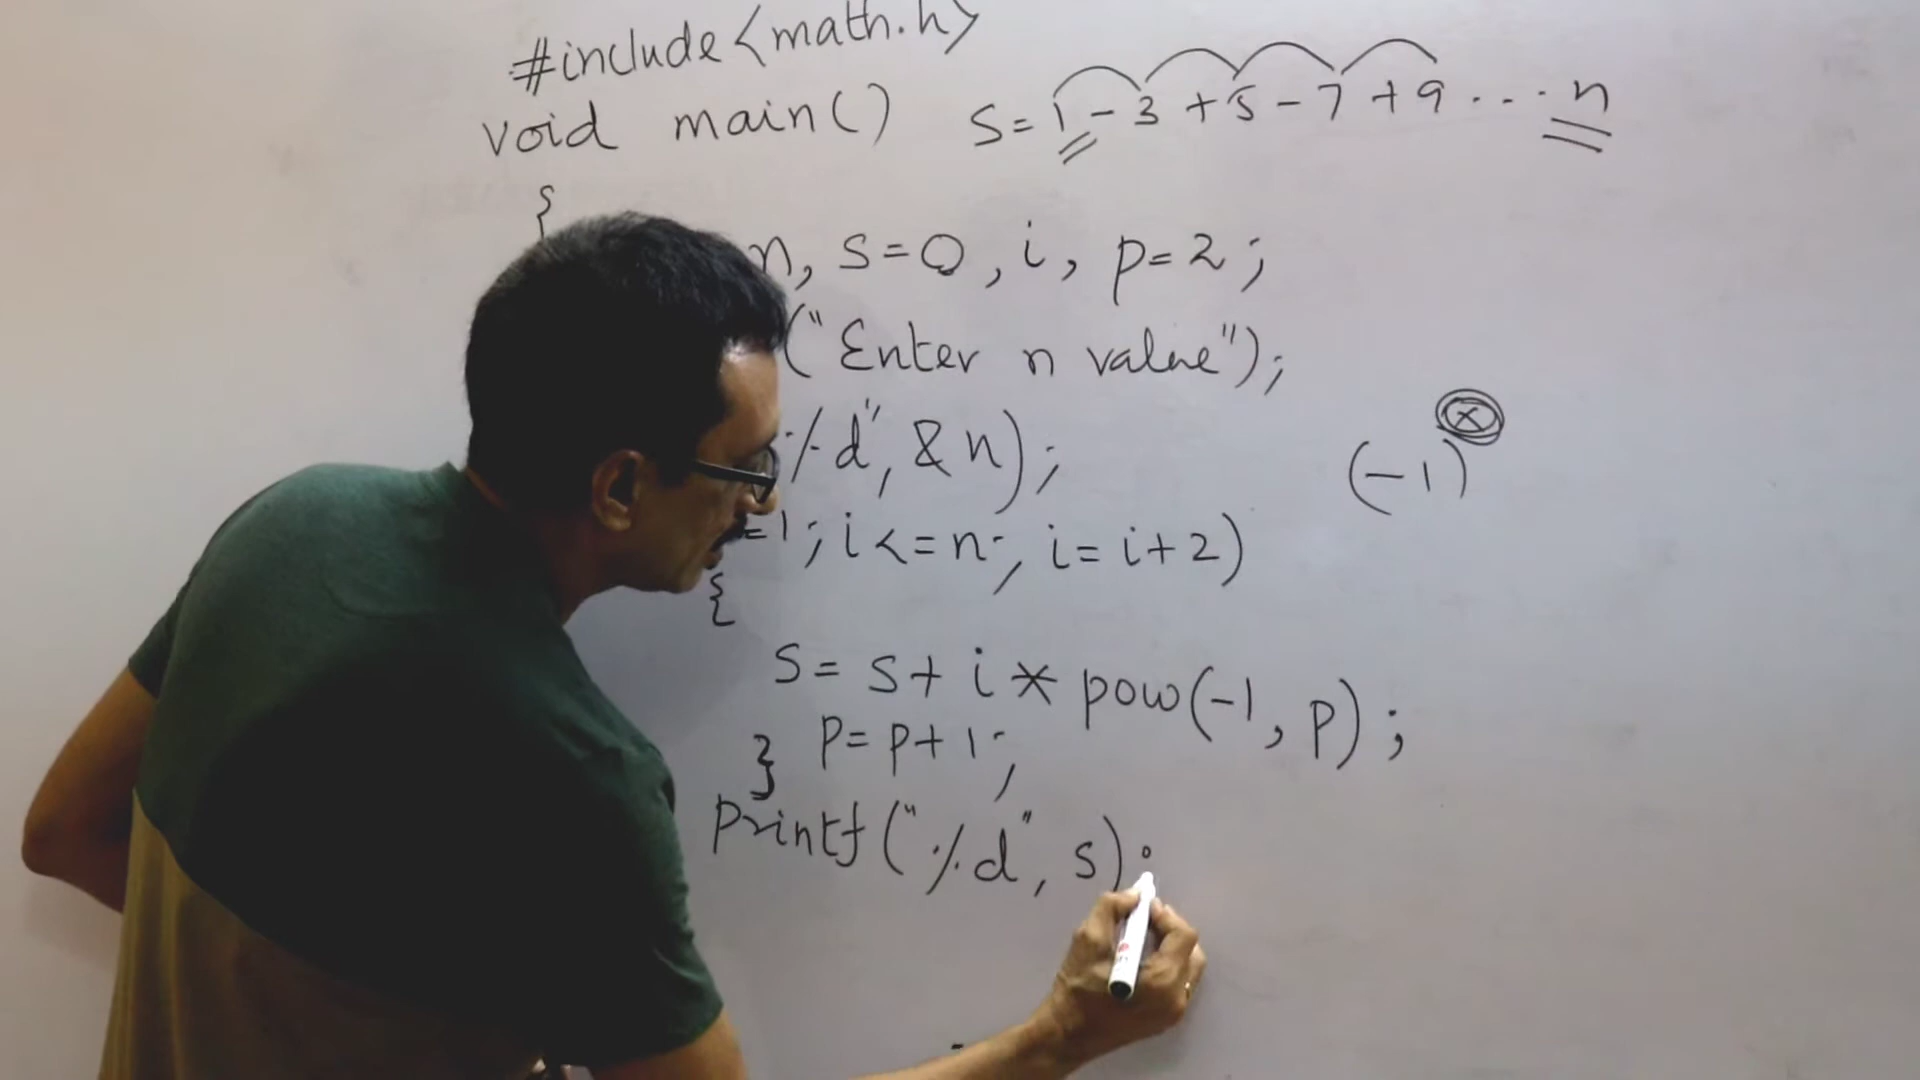 #include<math.h>
void main()
S = 1 - 3 + 5 - 7 + 9 . . . . n
{
n, s=0, i, p=2;
("Enter n value");
%d", &n);
(-1)^x
=1; i<=n; i=i+2)
{
s = s + i * pow(-1, p);
} p = p+1;
printf("%d", s);